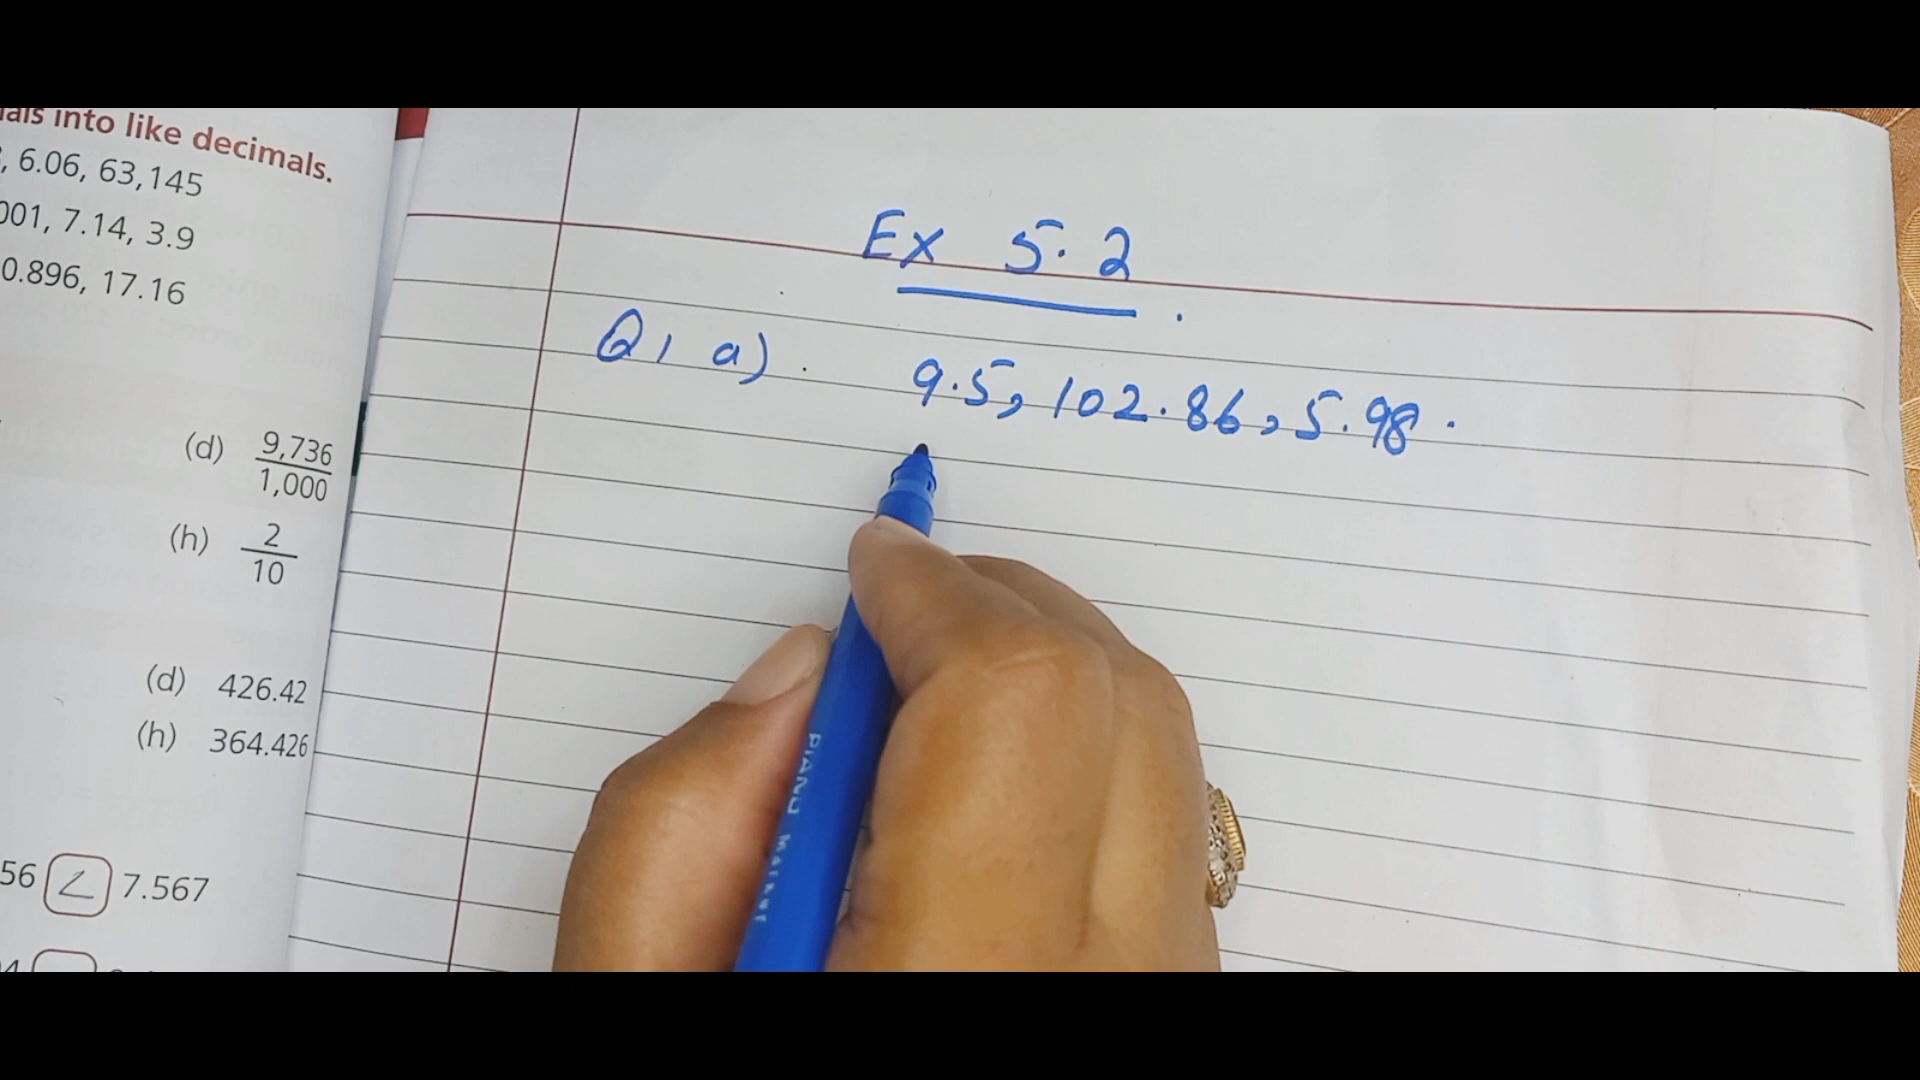 als into like decimals.
, 6.06, 63,145
001, 7.14, 3.9
0.896, 17.16
(d) 9,736
1,000
(h) 2
10
(d) 426.42
(h) 364.426
56 < 7.567
Ex 5.2
Q1 a). 9.5, 102.86, 5.98.
PIANO marker